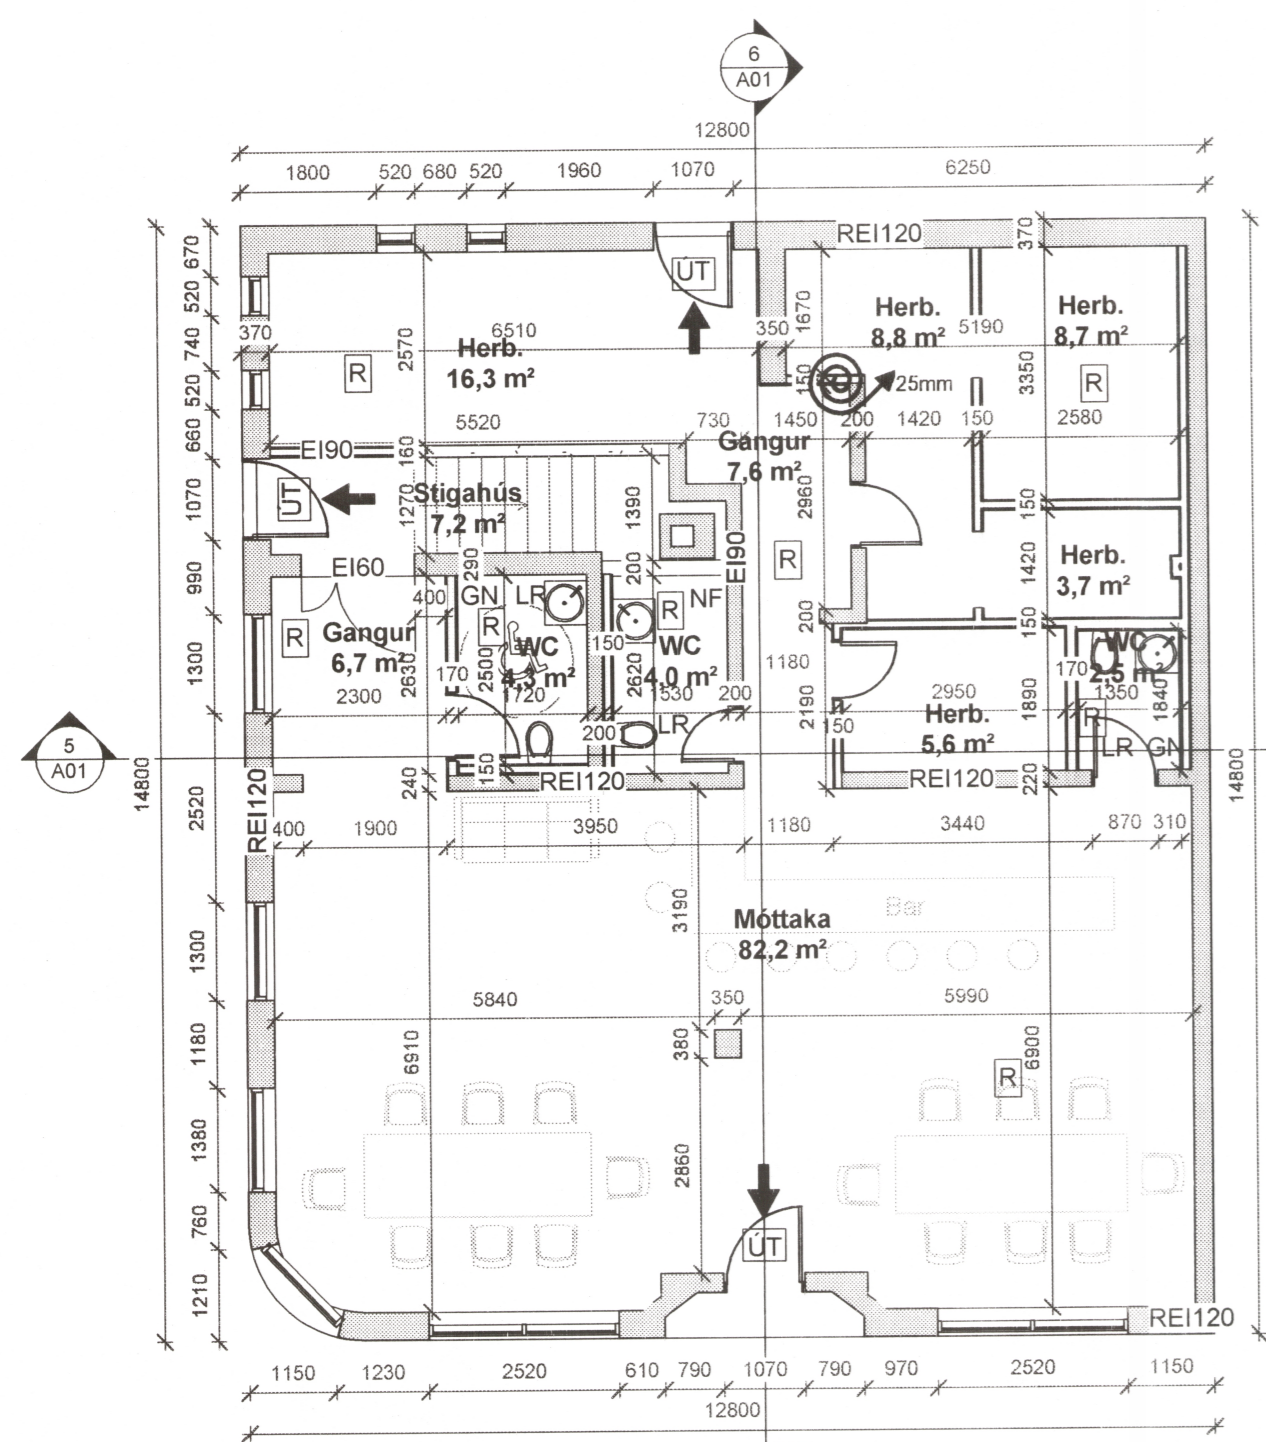 6
A01
12800
1800 520 680 520 1960 1070 6250
REI120
370
670
520
740
520
660
1070
990
1300
2520
1300
1180
1380
760
1210
14800
14800
ÚT
370
6510
2570
Herb.
16,3 m²
R
350
1670
150
Herb.
8,8 m²
5190
Herb.
8,7 m²
3350
R
25mm
5520
730
1450
200
1420
150
2580
EI90
160
Gangur
7,6 m²
ÚT
1270
Stigahús
7,2 m²
1390
2960
150
EI90
R
EI60
290
200
1420
Herb.
3,7 m²
400
GN
LR
R
NF
200
150
R
Gangur
6,7 m²
2630
R
WC
4,3 m²
150
WC
4,0 m²
WC
2,5 m²
170
2500
1720
2620
1530
200
1180
2190
170
1350
1840
2300
2950
1890
Herb.
5,6 m²
150
R
LR
GN
LR
200
5
A01
REI120
240
150
REI120
REI120
220
400
1900
3950
1180
3440
870
310
3190
Móttaka
82,2 m²
Bar
5840
350
5990
380
6910
6900
R
2860
ÚT
REI120
1150 1230 2520 610 790 1070 790 970 2520 1150
12800